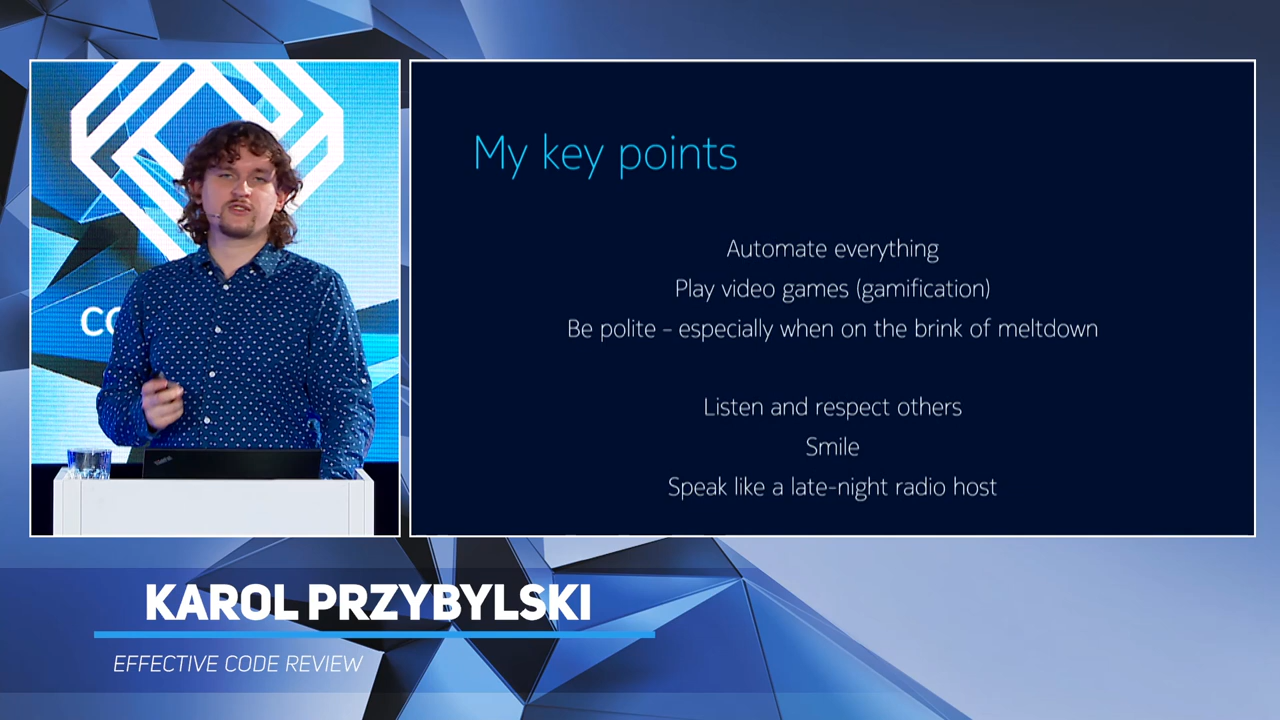 My key points
Automate everything
Play video games (gamification)
Be polite – especially when on the brink of meltdown
Listen and respect others
Smile
Speak like a late-night radio host
KAROL PRZYBYLSKI
EFFECTIVE CODE REVIEW